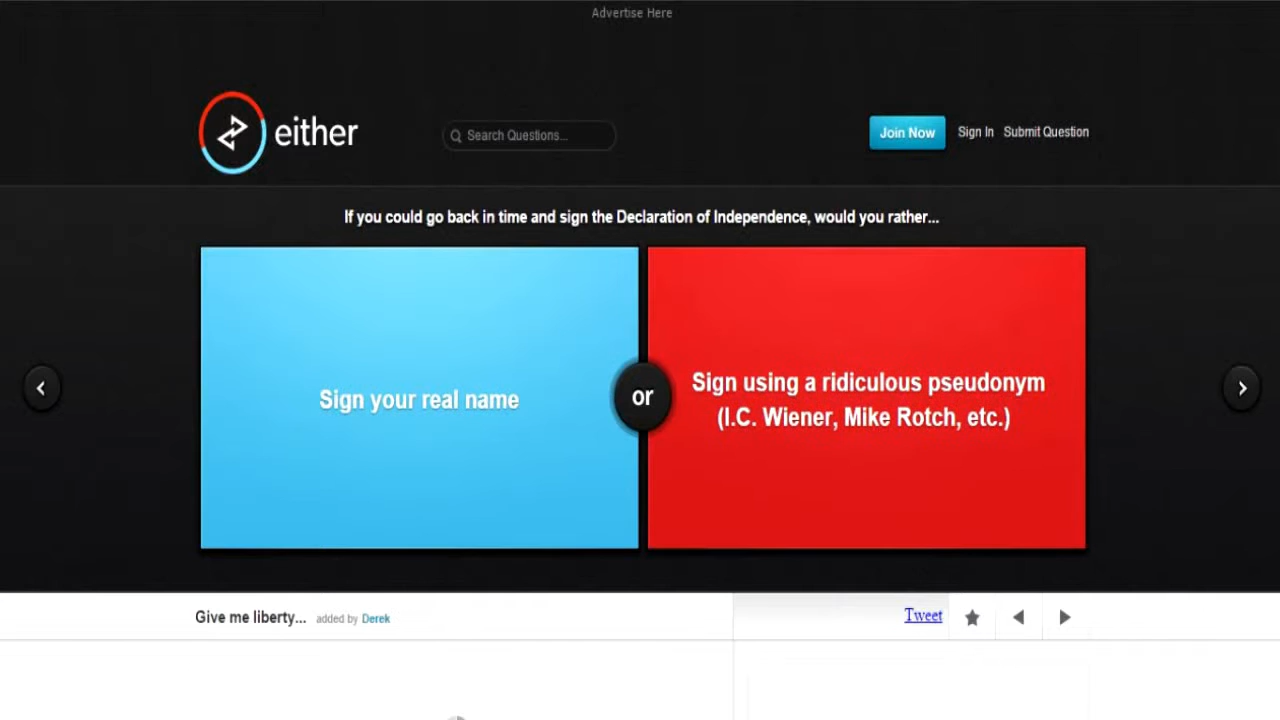 Advertise Here
either
Search Questions...
Join Now Sign In Submit Question
If you could go back in time and sign the Declaration of Independence, would you rather...
Sign your real name
or
Sign using a ridiculous pseudonym
(I.C. Wiener, Mike Rotch, etc.)
Give me liberty... added by Derek
Tweet